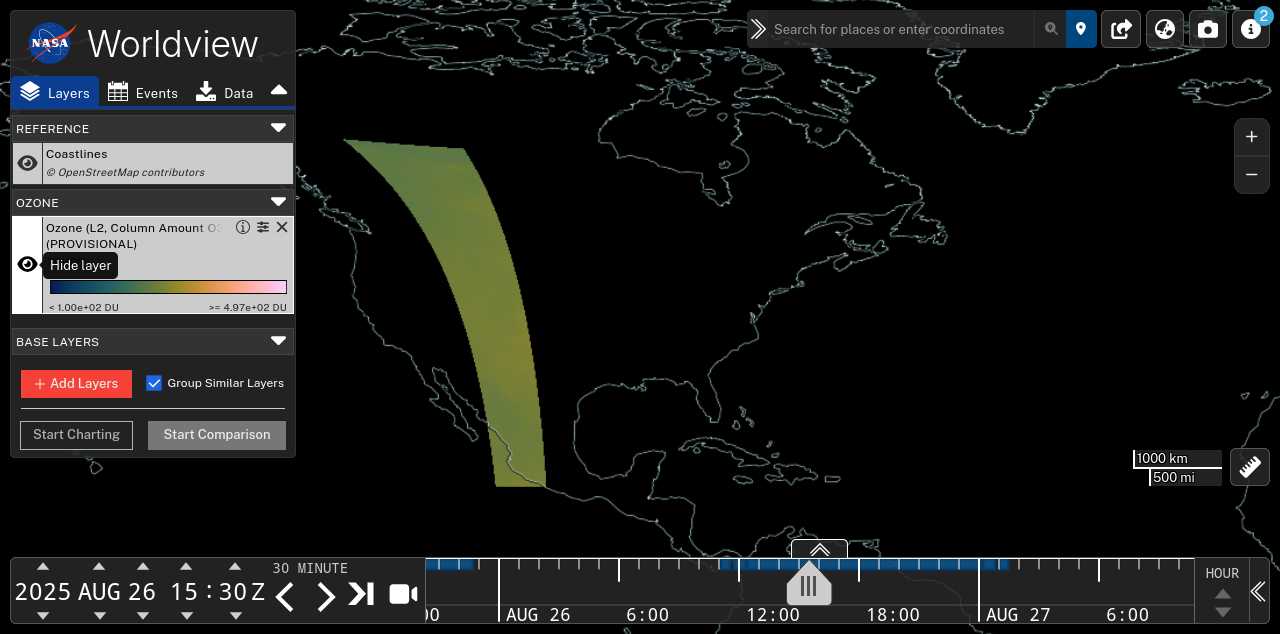 NASA
Worldview
Layers
Events
Data
REFERENCE
Coastlines
© OpenStreetMap contributors
OZONE
Ozone (L2, Column Amount O
(PROVISIONAL)
Hide layer
< 1.00e+02 DU
>= 4.97e+02 DU
BASE LAYERS
+ Add Layers
Group Similar Layers
Start Charting
Start Comparison
Search for places or enter coordinates
2
+
−
1000 km
500 mi
2025 AUG 26 15 : 30 Z
30 MINUTE
00
AUG 26
6:00
12:00
18:00
AUG 27
6:00
HOUR